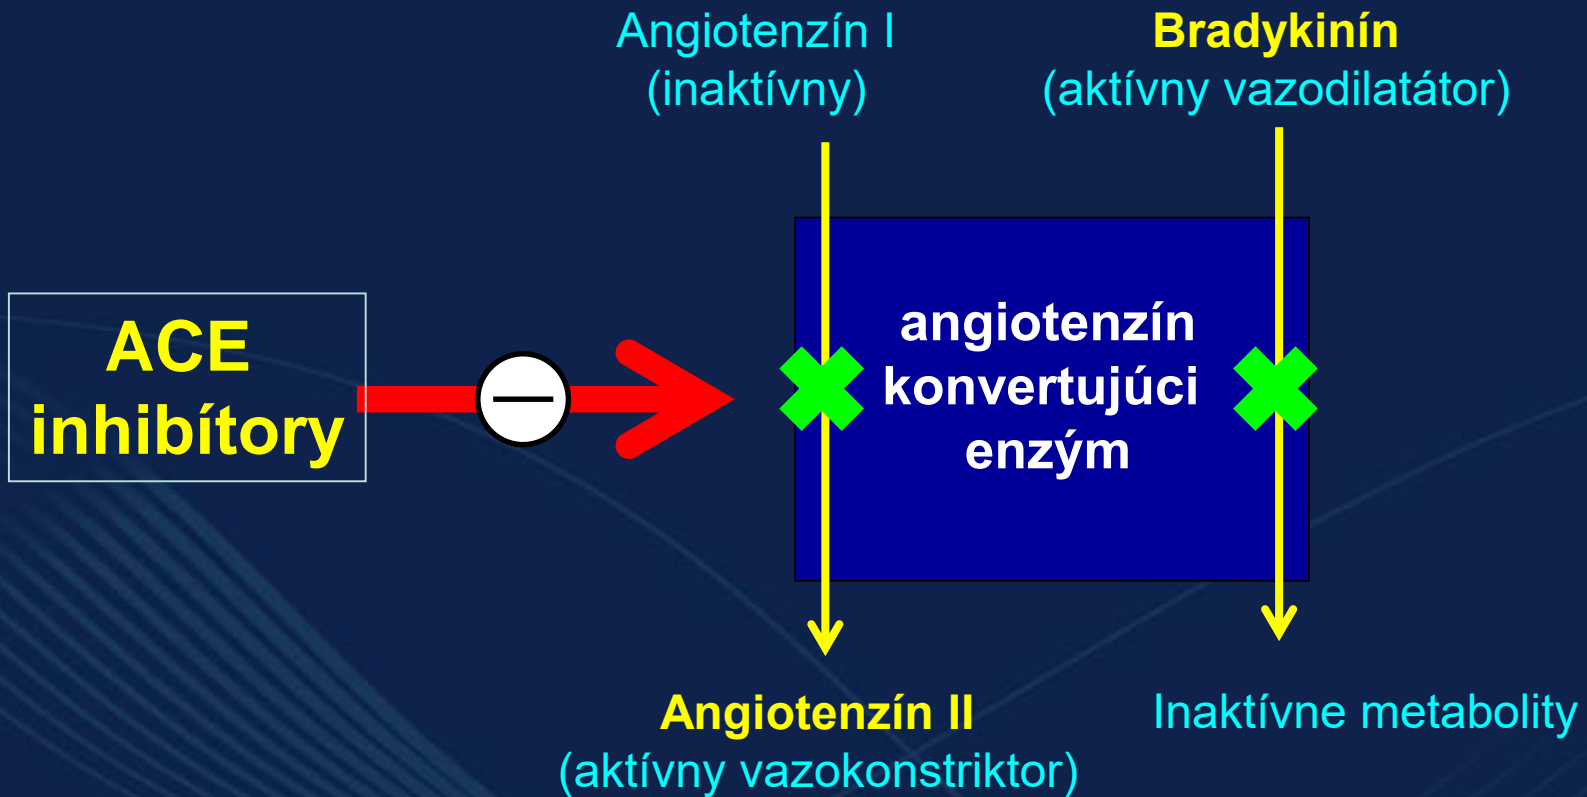 Angiotenzín I
(inaktívny)
Bradykinín
(aktívny vazodilatátor)
ACE
inhibítory
angiotenzín
konvertujúci
enzým
Angiotenzín II
(aktívny vazokonstriktor)
Inaktívne metabolity